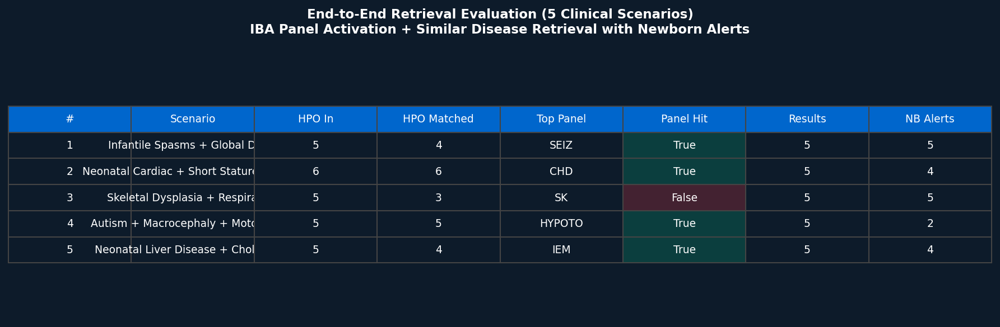 End-to-End Retrieval Evaluation (5 Clinical Scenarios)
IBA Panel Activation + Similar Disease Retrieval with Newborn Alerts
# Scenario HPO In HPO Matched Top Panel Panel Hit Results NB Alerts
1 Infantile Spasms + Global D 5 4 SEIZ True 5 5
2 Neonatal Cardiac + Short Stature 6 6 CHD True 5 4
3 Skeletal Dysplasia + Respira 5 3 SK False 5 5
4 Autism + Macrocephaly + Moto 5 5 HYPOTO True 5 2
5 Neonatal Liver Disease + Chol 5 4 IEM True 5 4